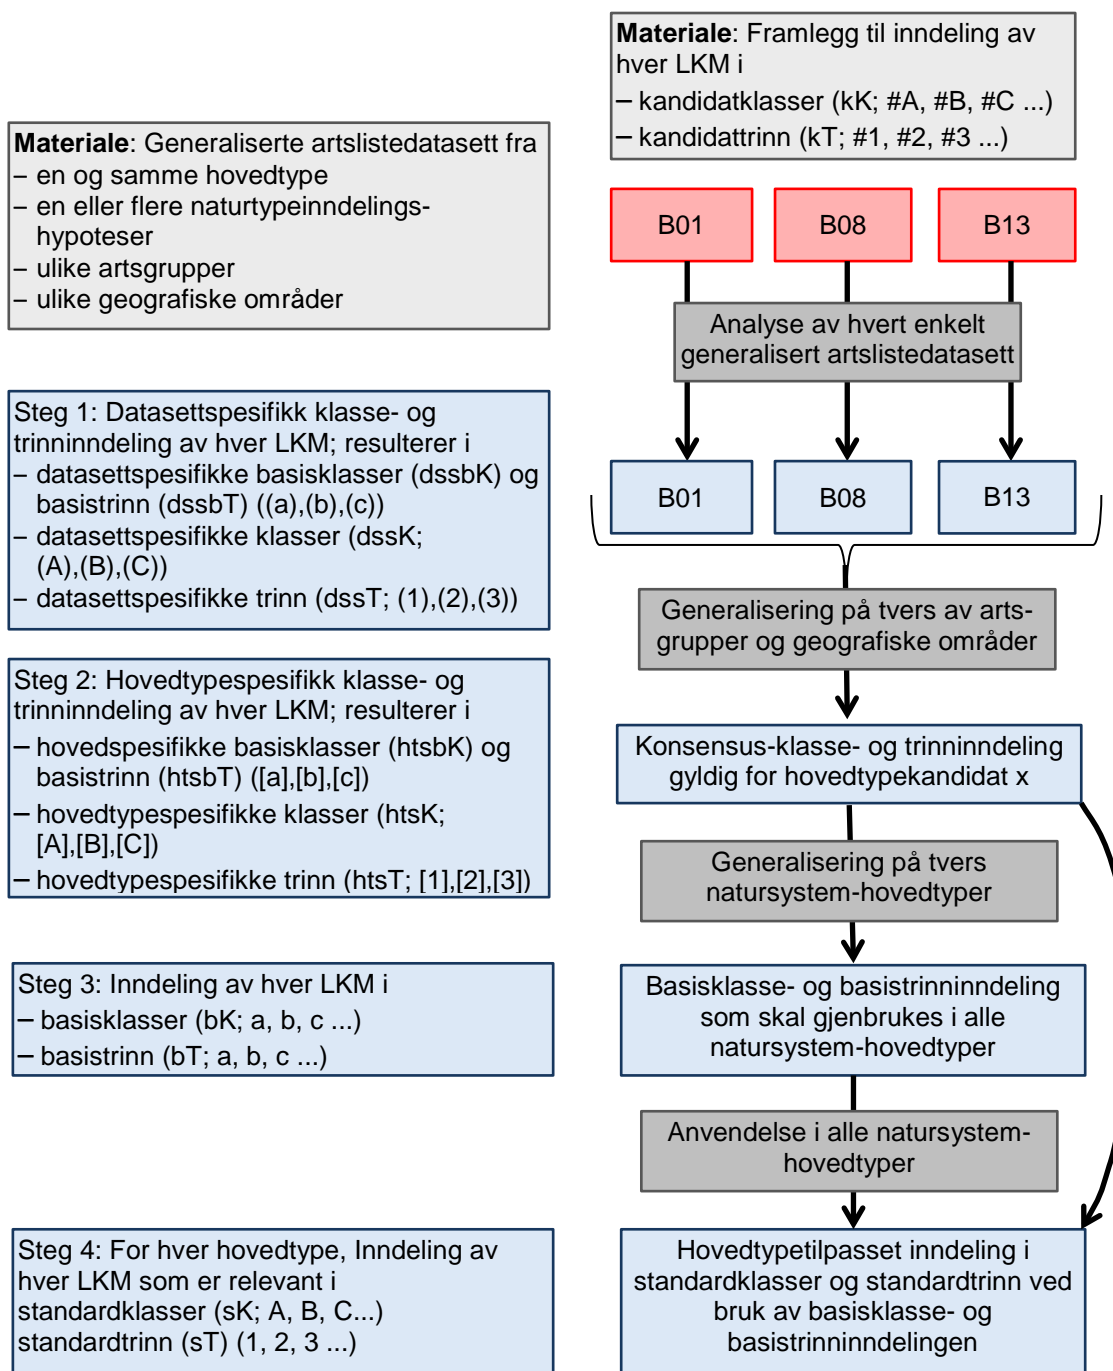 Materiale: Framlegg til inndeling av
hver LKM i
– kandidatklasser (kK; #A, #B, #C ...)
– kandidattrinn (kT; #1, #2, #3 ...)
Materiale: Generaliserte artslistedatasett fra
– en og samme hovedtype
– en eller flere naturtypeinndelings-
hypoteser
– ulike artsgrupper
– ulike geografiske områder
B01
B08
B13
Analyse av hvert enkelt
generalisert artslistedatasett
Steg 1: Datasettspesifikk klasse- og
trinninndeling av hver LKM; resulterer i
– datasettspesifikke basisklasser (dssbK) og
basistrinn (dssbT) ((a),(b),(c))
– datasettspesifikke klasser (dssK;
(A),(B),(C))
– datasettspesifikke trinn (dssT; (1),(2),(3))
B01
B08
B13
Generalisering på tvers av arts-
grupper og geografiske områder
Steg 2: Hovedtypespesifikk klasse- og
trinninndeling av hver LKM; resulterer i
– hovedspesifikke basisklasser (htsbK) og
basistrinn (htsbT) ([a],[b],[c])
– hovedtypespesifikke klasser (htsK;
[A],[B],[C])
– hovedtypespesifikke trinn (htsT; [1],[2],[3])
Konsensus-klasse- og trinninndeling
gyldig for hovedtypekandidat x
Generalisering på tvers
natursystem-hovedtyper
Steg 3: Inndeling av hver LKM i
– basisklasser (bK; a, b, c ...)
– basistrinn (bT; a, b, c ...)
Basisklasse- og basistrinninndeling
som skal gjenbrukes i alle
natursystem-hovedtyper
Anvendelse i alle natursystem-
hovedtyper
Steg 4: For hver hovedtype, Inndeling av
hver LKM som er relevant i
standardklasser (sK; A, B, C...)
standardtrinn (sT) (1, 2, 3 ...)
Hovedtypetilpasset inndeling i
standardklasser og standardtrinn ved
bruk av basisklasse- og
basistrinninndelingen